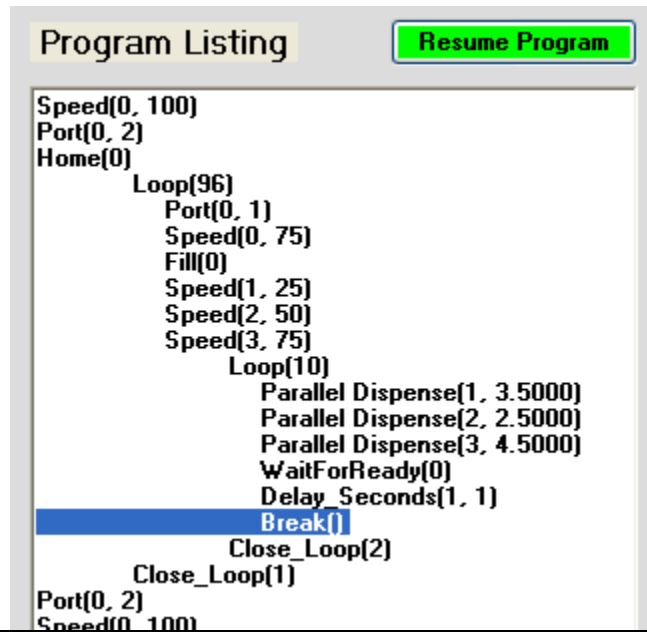 Program Listing
Resume Program
Speed(0, 100)
Port(0, 2)
Home(0)
Loop(96)
Port(0, 1)
Speed(0, 75)
Fill(0)
Speed(1, 25)
Speed(2, 50)
Speed(3, 75)
Loop(10)
Parallel Dispense(1, 3.5000)
Parallel Dispense(2, 2.5000)
Parallel Dispense(3, 4.5000)
WaitForReady(0)
Delay_Seconds(1, 1)
Break()
Close_Loop(2)
Close_Loop(1)
Port(0, 2)
Speed(0, 100)